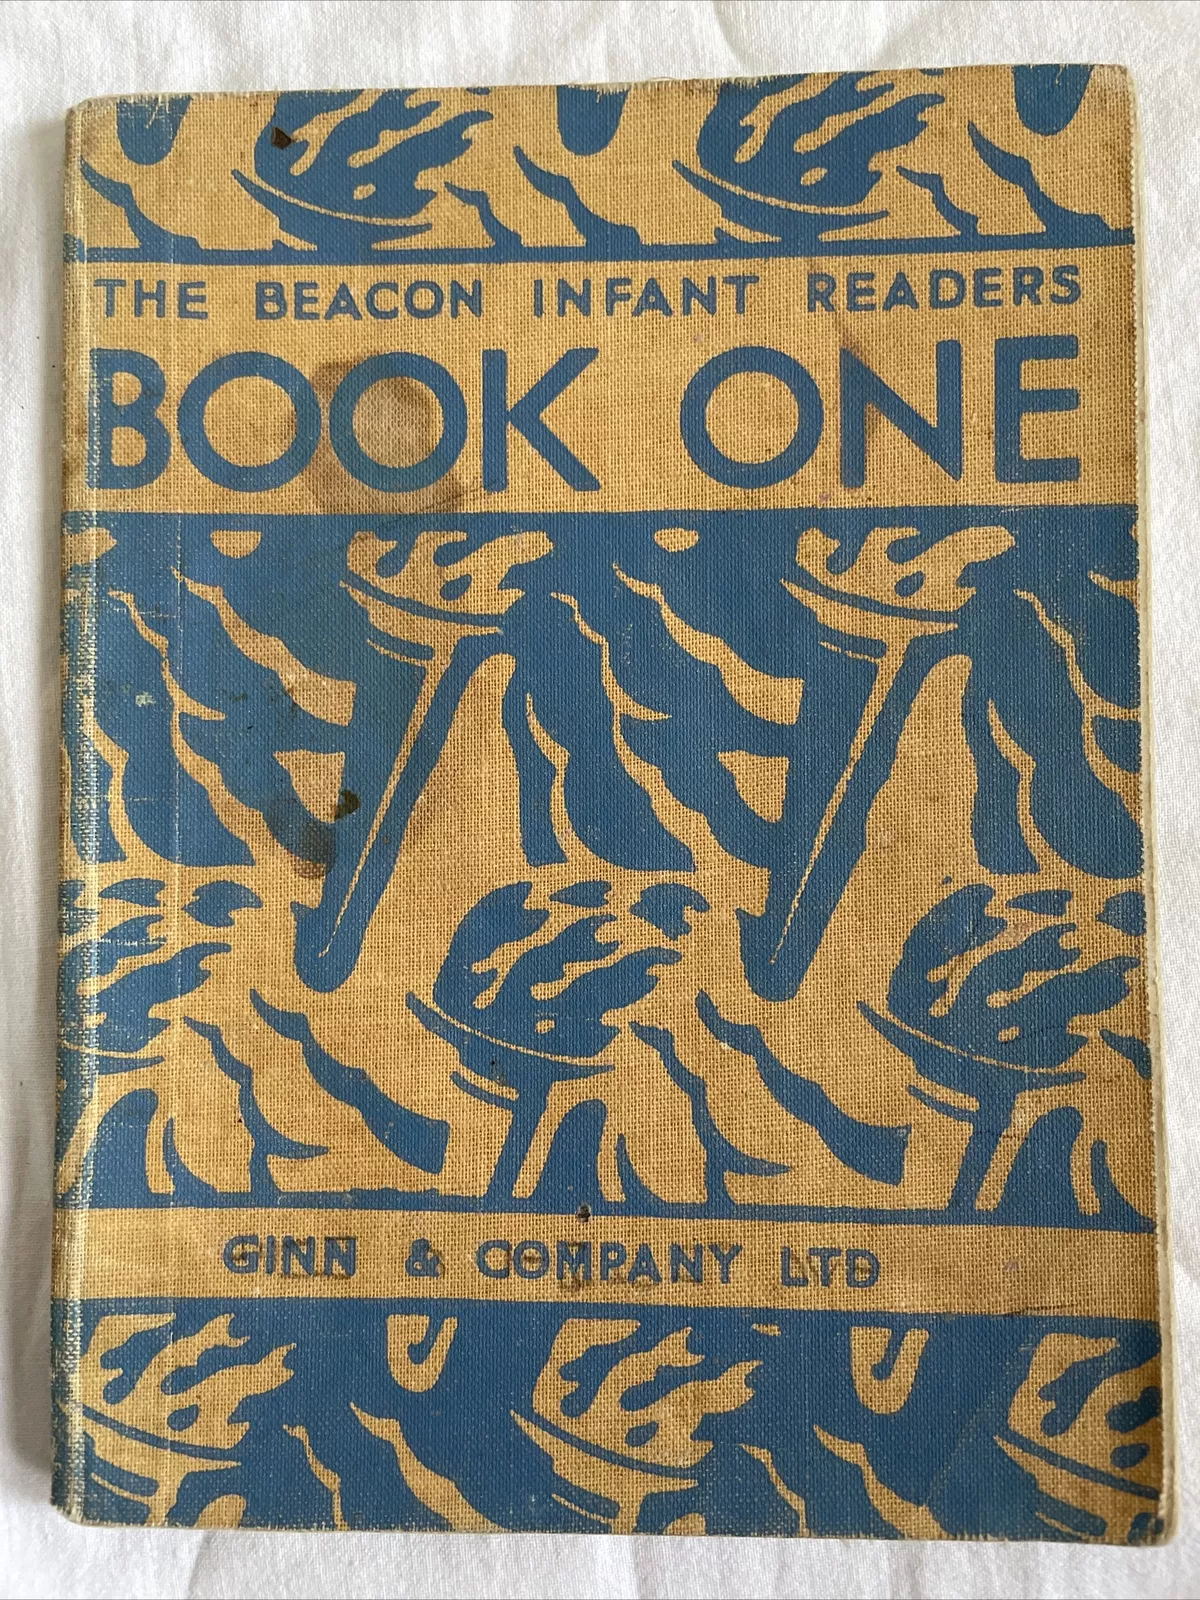 THE BEACON INFANT READERS
BOOK ONE
GINN & COMPANY LTD